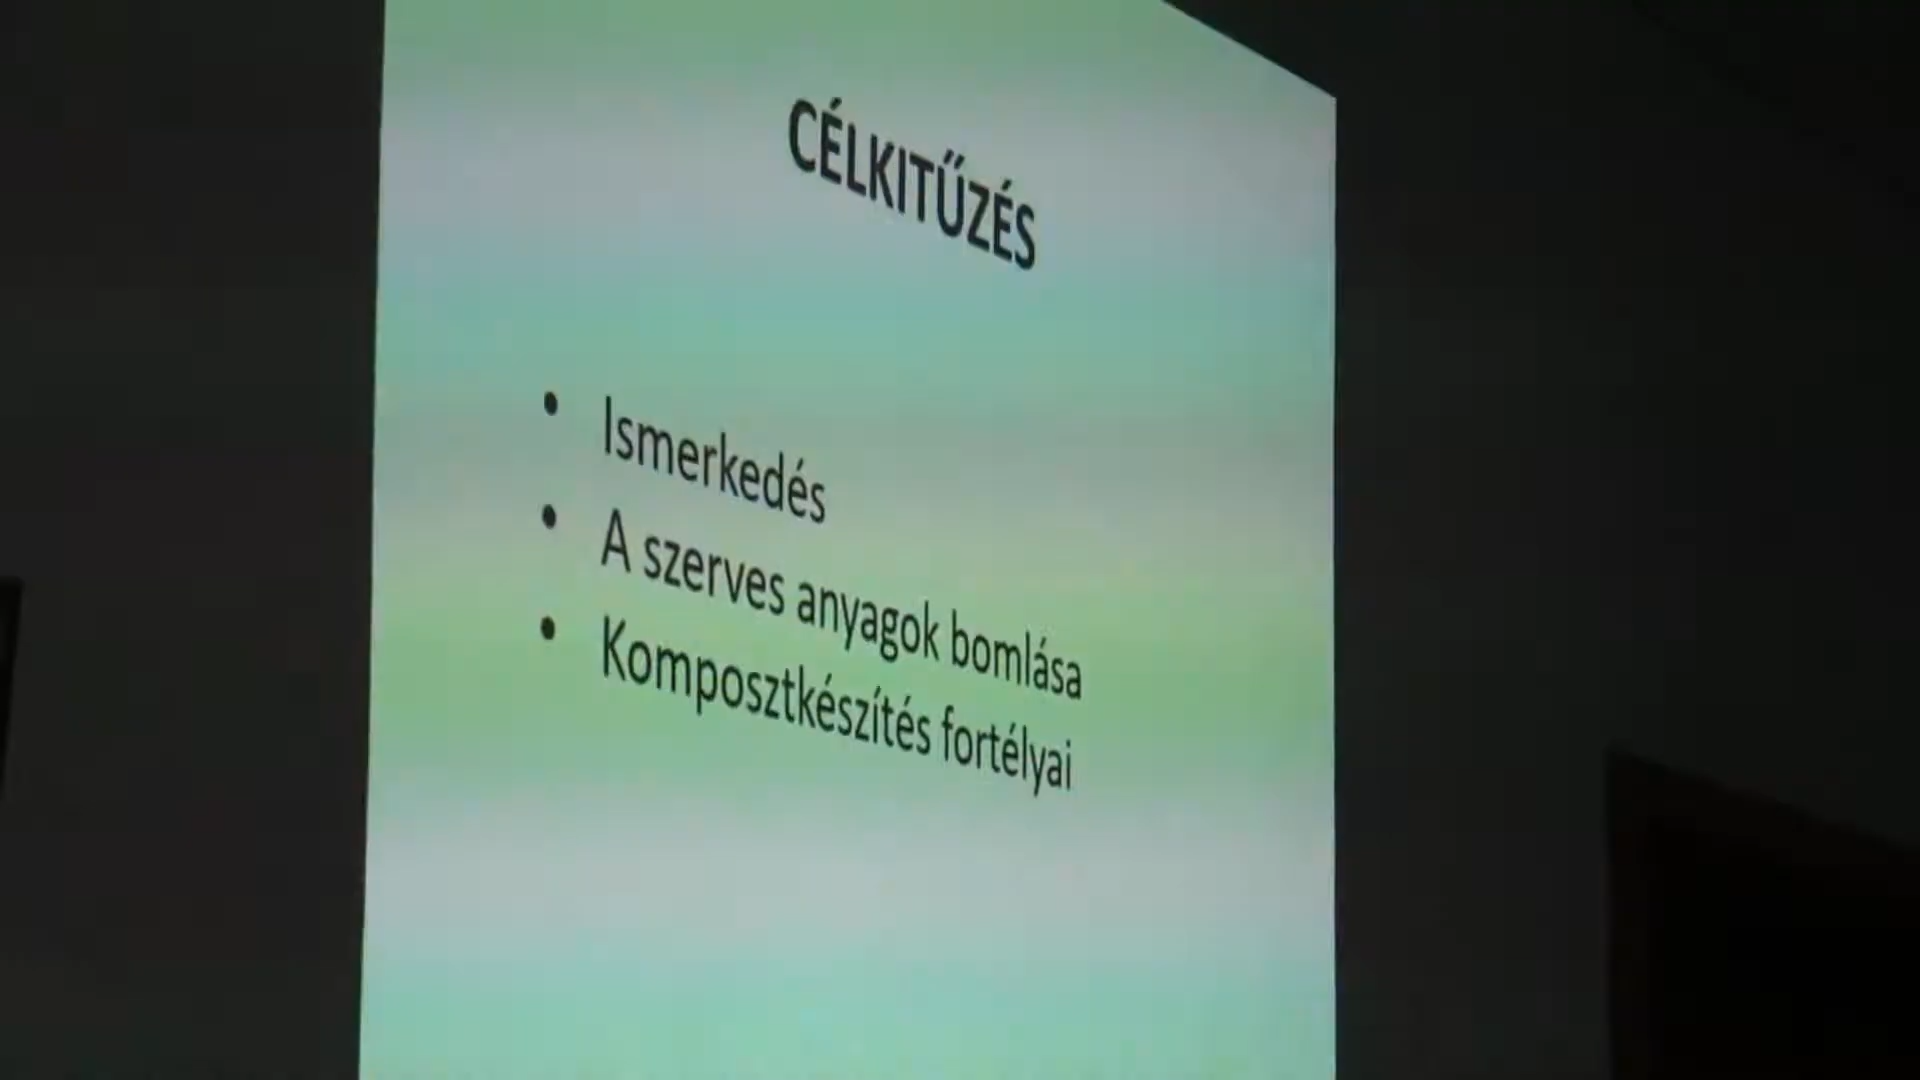 CÉLKITŰZÉS
• Ismerkedés
• A szerves anyagok bomlása
• Komposztkészítés fortélyai